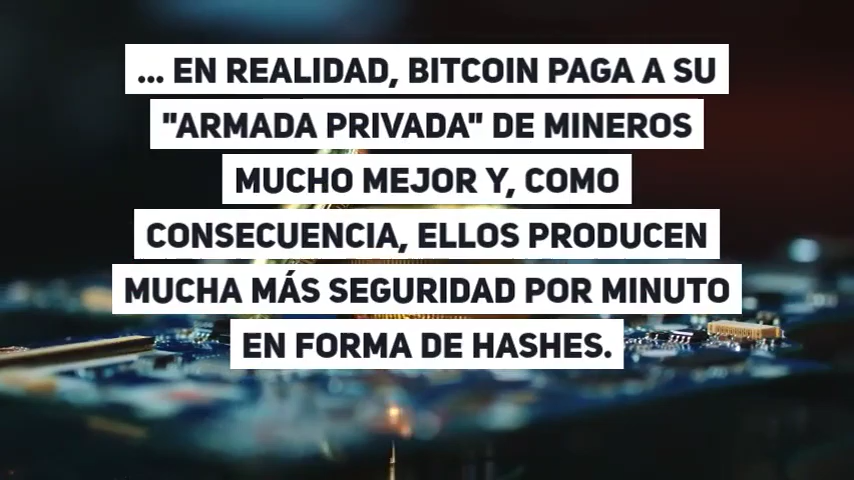 ... EN REALIDAD, BITCOIN PAGA A SU
"ARMADA PRIVADA" DE MINEROS
MUCHO MEJOR Y, COMO
CONSECUENCIA, ELLOS PRODUCEN
MUCHA MÁS SEGURIDAD POR MINUTO
EN FORMA DE HASHES.